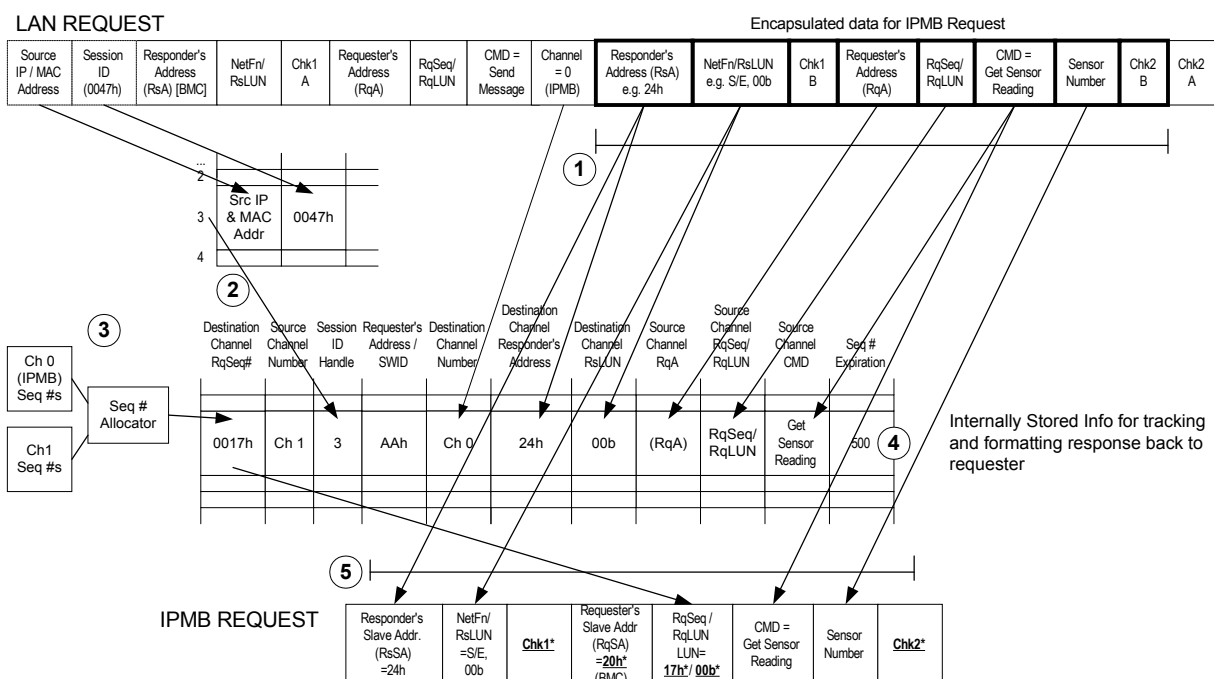 LAN REQUEST
Encapsulated data for IPMB Request
Source
IP / MAC
Address
Session
ID
(0047h)
Responder's
Address
(RsA) [BMC]
NetFn/
RsLUN
Chk1
A
Requester's
Address
(RqA)
RqSeq/
RqLUN
CMD =
Send
Message
Channel
= 0
(IPMB)
Responder's
Address (RsA)
e.g. 24h
NetFn/RsLUN
e.g. S/E, 00b
Chk1
B
Requester's
Address
(RqA)
RqSeq/
RqLUN
CMD =
Get Sensor
Reading
Sensor
Number
Chk2
B
Chk2
A
1
...
2
3
Src IP
& MAC
Addr
0047h
4
2
3
Ch 0
(IPMB)
Seq #s
Ch1
Seq #s
Seq #
Allocator
Destination
Channel
RqSeq#
Source
Channel
Number
Session
ID
Handle
Requester's
Address /
SWID
Destination
Channel
Number
Destination
Channel
Responder's
Address
Destination
Channel
RsLUN
Source
Channel
RqA
Source
Channel
RqSeq/
RqLUN
Source
Channel
CMD
Seq #
Expiration
0017h
Ch 1
3
AAh
Ch 0
24h
00b
(RqA)
RqSeq/
RqLUN
Get
Sensor
Reading
500
4
Internally Stored Info for tracking
and formatting response back to
requester
5
IPMB REQUEST
Responder's
Slave Addr.
(RsSA)
=24h
NetFn/
RsLUN
=S/E,
00b
Chk1*
Requester's
Slave Addr
(RqSA)
=20h*
(BMC)
RqSeq /
RqLUN
LUN=
17h*/ 00b*
CMD =
Get Sensor
Reading
Sensor
Number
Chk2*